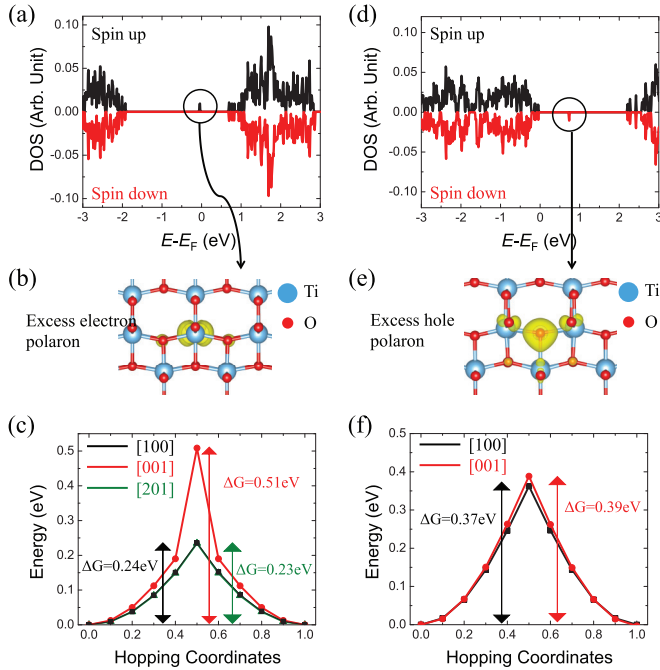 (a)
Spin up
Spin down
DOS (Arb. Unit)
0.10
0.05
0.00
-0.05
-0.10
-3 -2 -1 0 1 2 3
E-EF (eV)
(d)
Spin up
Spin down
DOS (Arb. Unit)
0.10
0.05
0.00
-0.05
-0.10
-3 -2 -1 0 1 2 3
E-EF (eV)
(b)
Excess electron
polaron
Ti
O
(e)
Excess hole
polaron
Ti
O
(c)
[100]
[001]
[201]
ΔG=0.51eV
ΔG=0.24eV
ΔG=0.23eV
Energy (eV)
0.5
0.4
0.3
0.2
0.1
0.0
0.0 0.2 0.4 0.6 0.8 1.0
Hopping Coordinates
(f)
[100]
[001]
ΔG=0.37eV
ΔG=0.39eV
Energy (eV)
0.5
0.4
0.3
0.2
0.1
0.0
0.0 0.2 0.4 0.6 0.8 1.0
Hopping Coordinates